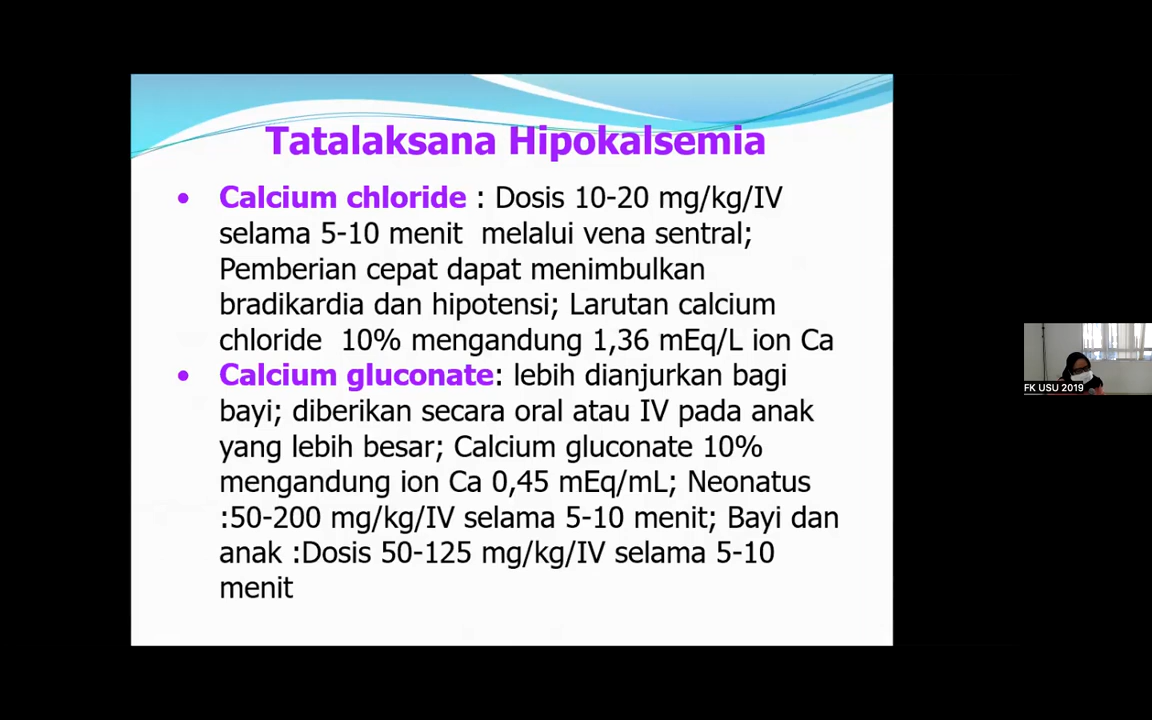 Tatalaksana Hipokalsemia
• Calcium chloride : Dosis 10-20 mg/kg/IV
selama 5-10 menit melalui vena sentral;
Pemberian cepat dapat menimbulkan
bradikardia dan hipotensi; Larutan calcium
chloride 10% mengandung 1,36 mEq/L ion Ca
• Calcium gluconate: lebih dianjurkan bagi
bayi; diberikan secara oral atau IV pada anak
yang lebih besar; Calcium gluconate 10%
mengandung ion Ca 0,45 mEq/mL; Neonatus
:50-200 mg/kg/IV selama 5-10 menit; Bayi dan
anak :Dosis 50-125 mg/kg/IV selama 5-10
menit
FK USU 2019